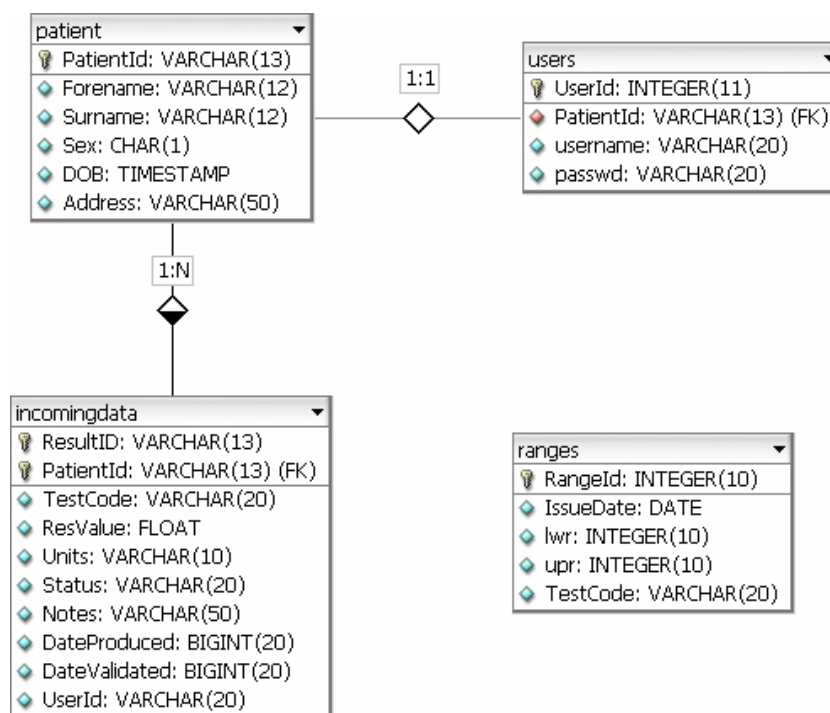 patient
PatientId: VARCHAR(13)
Forename: VARCHAR(12)
Surname: VARCHAR(12)
Sex: CHAR(1)
DOB: TIMESTAMP
Address: VARCHAR(50)
1:1
users
UserId: INTEGER(11)
PatientId: VARCHAR(13) (FK)
username: VARCHAR(20)
passwd: VARCHAR(20)
1:N
incomingdata
ResultID: VARCHAR(13)
PatientId: VARCHAR(13) (FK)
TestCode: VARCHAR(20)
ResValue: FLOAT
Units: VARCHAR(10)
Status: VARCHAR(20)
Notes: VARCHAR(50)
DateProduced: BIGINT(20)
DateValidated: BIGINT(20)
UserId: VARCHAR(20)
ranges
RangeId: INTEGER(10)
IssueDate: DATE
lwr: INTEGER(10)
upr: INTEGER(10)
TestCode: VARCHAR(20)